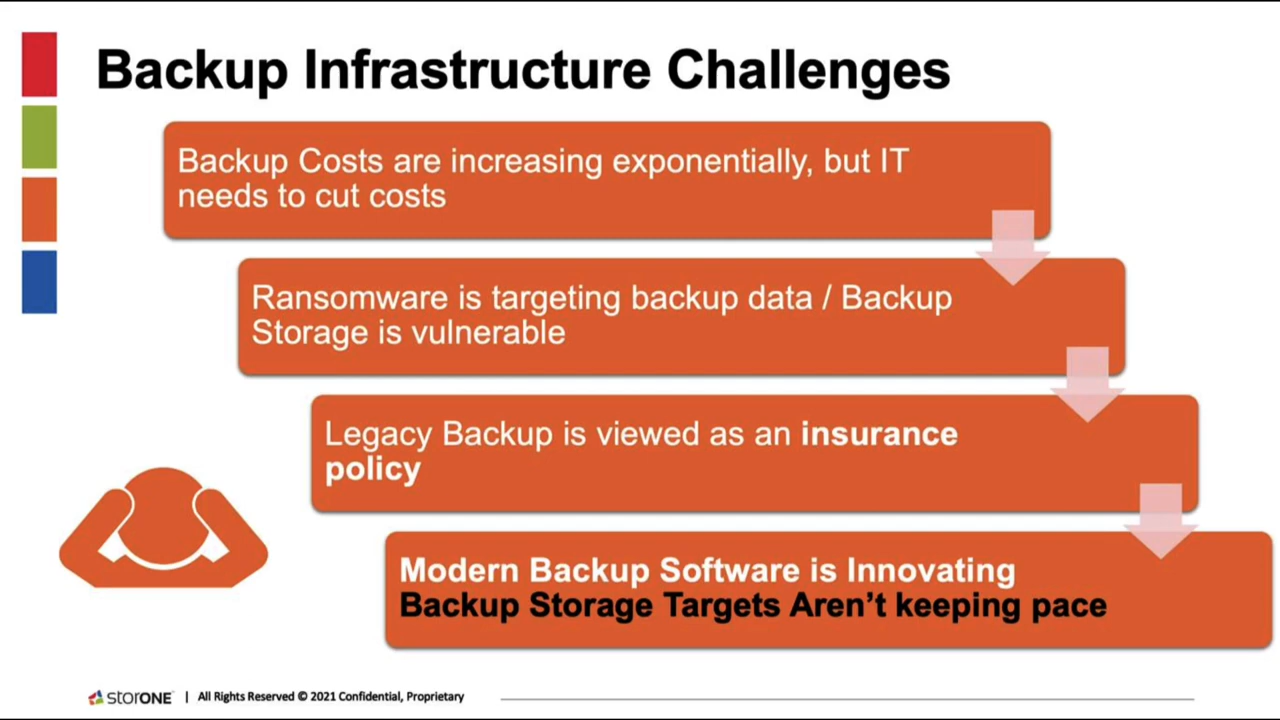 Backup Infrastructure Challenges
Backup Costs are increasing exponentially, but IT
needs to cut costs
Ransomware is targeting backup data / Backup
Storage is vulnerable
Legacy Backup is viewed as an insurance
policy
Modern Backup Software is Innovating
Backup Storage Targets Aren't keeping pace
storONE | All Rights Reserved © 2021 Confidential, Proprietary